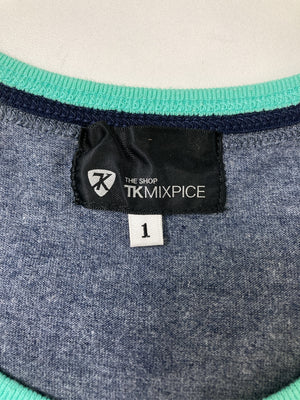 TK
THE SHOP
TKMIXPICE
1